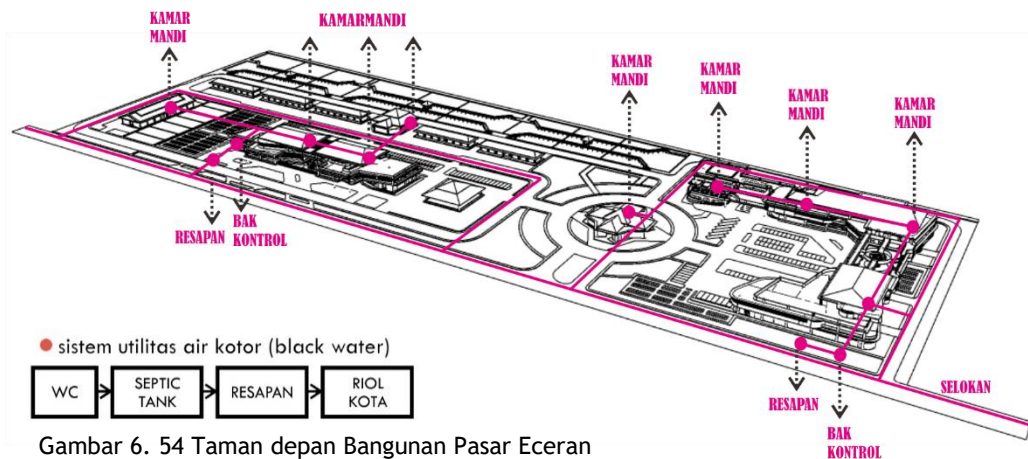 KAMAR
MANDI
KAMARMANDI
KAMAR
MANDI
KAMAR
MANDI
KAMAR
MANDI
KAMAR
MANDI
RESAPAN
BAK
KONTROL
SELOKAN
RESAPAN
BAK
KONTROL
sistem utilitas air kotor (black water)
WC
SEPTIC
TANK
RESAPAN
RIOL
KOTA
Gambar 6. 54 Taman depan Bangunan Pasar Eceran